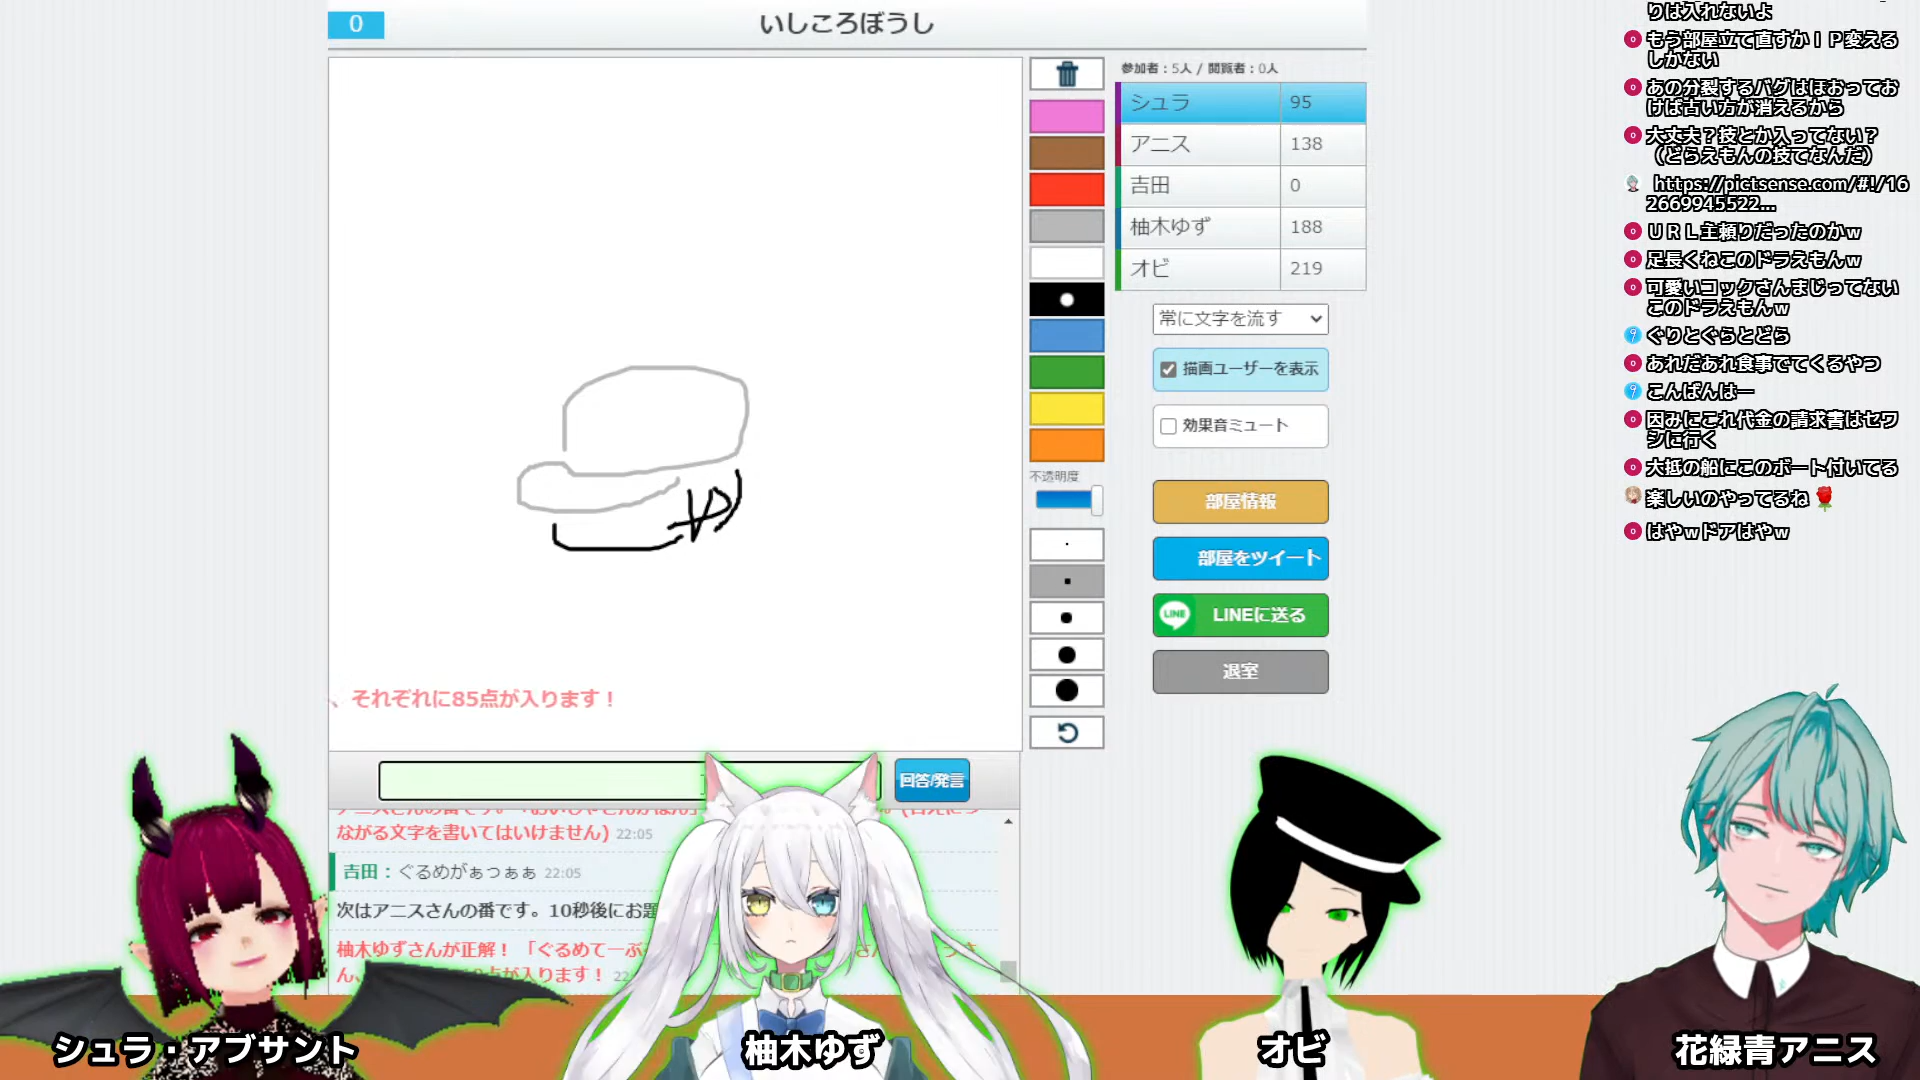 0
いしころぼうし
参加者：5人 / 閲覧者：0人
シュラ 95
アニス 138
吉田 0
柚木ゆず 188
オビ 219
常に文字を流す
描画ユーザーを表示
効果音ミュート
不透明度
部屋情報
部屋をツイート
LINE LINEに送る
退室
、それぞれに85点が入ります！
回答/発言
ながる文字を書いてはいけません) 22:05
吉田：ぐるめがぁつぁぁ 22:05
次はアニスさんの番です。10秒後にお題
柚木ゆずさんが正解！「ぐるめてーぶ
点が入ります！
りは入れないよ
もう部屋立て直すかＩＰ変える
しかない
あの分裂するバグはほおってお
けば古い方が消えるから
大丈夫？技とか入ってない？
（どらえもんの技てなんだ）
https://pictsense.com/#!/16
2669945522...
ＵＲＬ主頼りだったのかｗ
足長くねこのドラえもんｗ
可愛いコックさんまじってない
このドラえもんｗ
ぐりとぐらとどら
あれだあれ食事でてくるやつ
こんばんはー
因みにこれ代金の請求書はセワ
シに行く
大抵の船にこのボート付いてる
楽しいのやってるね
はやｗドアはやｗ
シュラ・アブサント
柚木ゆず
オビ
花緑青アニス